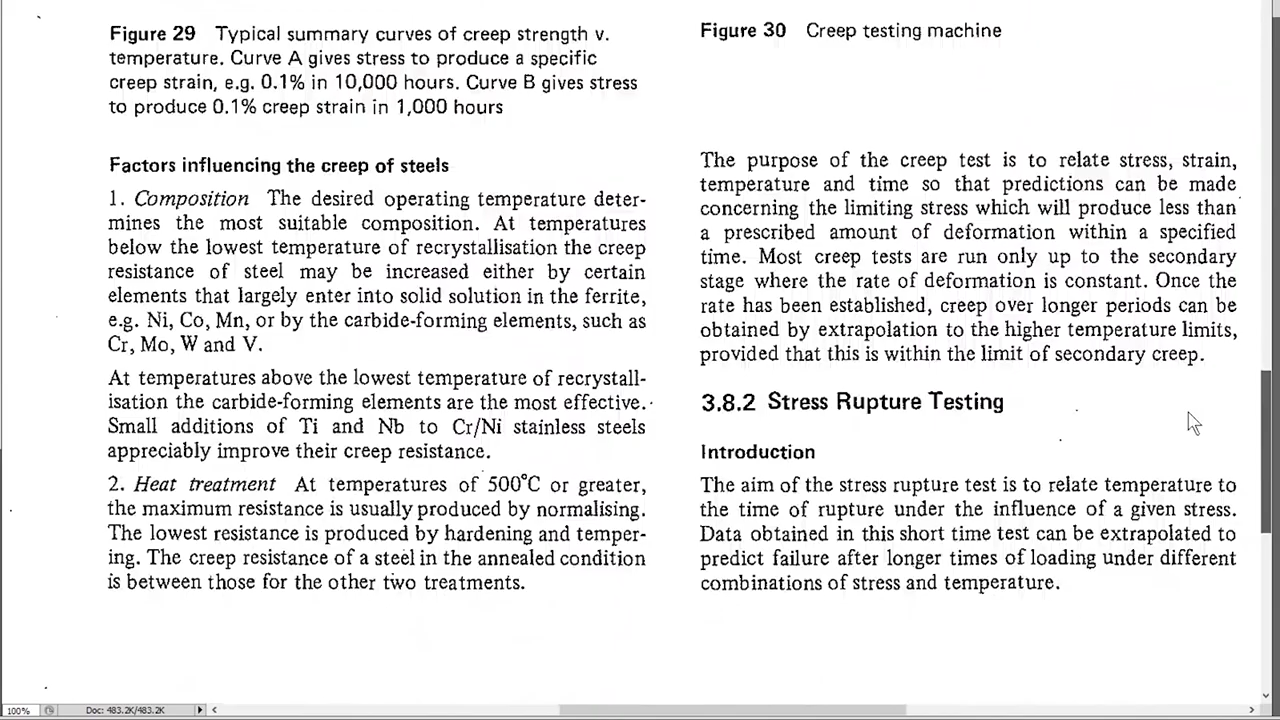 Figure 29 Typical summary curves of creep strength v.
temperature. Curve A gives stress to produce a specific
creep strain, e.g. 0.1% in 10,000 hours. Curve B gives stress
to produce 0.1% creep strain in 1,000 hours
Factors influencing the creep of steels
1. Composition The desired operating temperature deter-
mines the most suitable composition. At temperatures
below the lowest temperature of recrystallisation the creep
resistance of steel may be increased either by certain
elements that largely enter into solid solution in the ferrite,
e.g. Ni, Co, Mn, or by the carbide-forming elements, such as
Cr, Mo, W and V.
At temperatures above the lowest temperature of recrystall-
isation the carbide-forming elements are the most effective.
Small additions of Ti and Nb to Cr/Ni stainless steels
appreciably improve their creep resistance.
2. Heat treatment At temperatures of 500°C or greater,
the maximum resistance is usually produced by normalising.
The lowest resistance is produced by hardening and temper-
ing. The creep resistance of a steel in the annealed condition
is between those for the other two treatments.
Figure 30 Creep testing machine
The purpose of the creep test is to relate stress, strain,
temperature and time so that predictions can be made
concerning the limiting stress which will produce less than
a prescribed amount of deformation within a specified
time. Most creep tests are run only up to the secondary
stage where the rate of deformation is constant. Once the
rate has been established, creep over longer periods can be
obtained by extrapolation to the higher temperature limits,
provided that this is within the limit of secondary creep.
3.8.2 Stress Rupture Testing
Introduction
The aim of the stress rupture test is to relate temperature to
the time of rupture under the influence of a given stress.
Data obtained in this short time test can be extrapolated to
predict failure after longer times of loading under different
combinations of stress and temperature.
100% Doc: 483.2K/483.2K